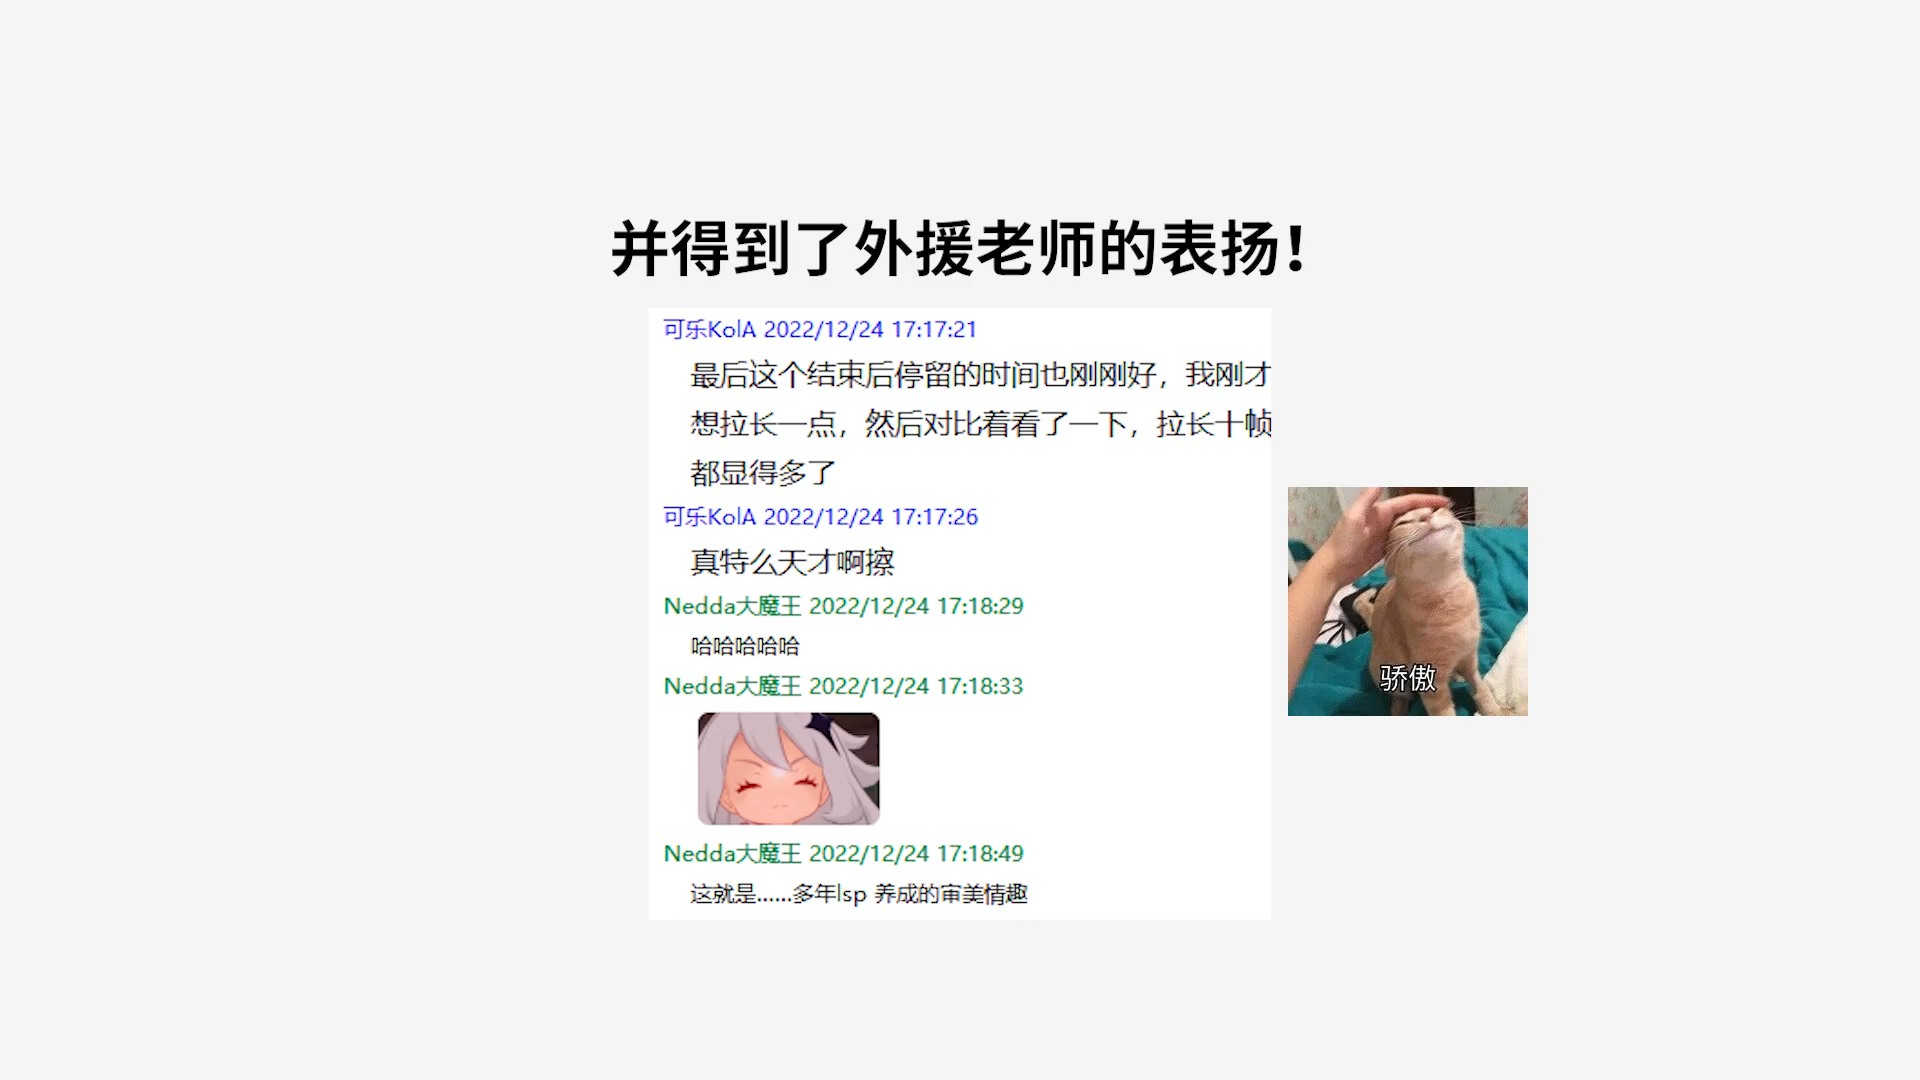 并得到了外援老师的表扬！
可乐KolA 2022/12/24 17:17:21
最后这个结束后停留的时间也刚刚好，我刚才
想拉长一点，然后对比着看了一下，拉长十帧
都显得多了
可乐KolA 2022/12/24 17:17:26
真特么天才啊擦
Nedda大魔王 2022/12/24 17:18:29
哈哈哈哈哈
Nedda大魔王 2022/12/24 17:18:33
骄傲
Nedda大魔王 2022/12/24 17:18:49
这就是......多年lsp 养成的审美情趣